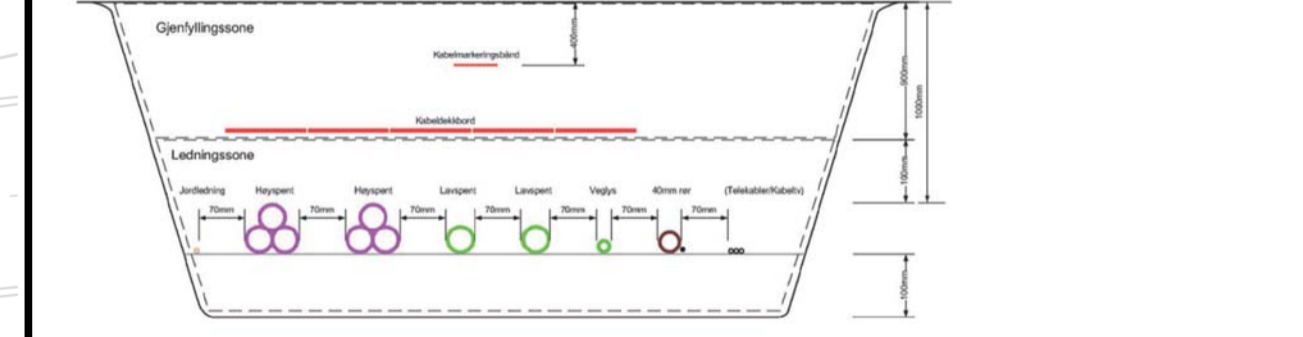 Gjenfyllingssone
400mm
Kabelmarkeringsbånd
900mm
1000mm
Kabeldekkbord
Ledningssone
100mm
Jordledning Høyspent Høyspent Lavspent Lavspent Veglys 40mm rør (Telekabler/Kabeltv)
70mm 70mm 70mm 70mm 70mm 70mm 70mm
100mm